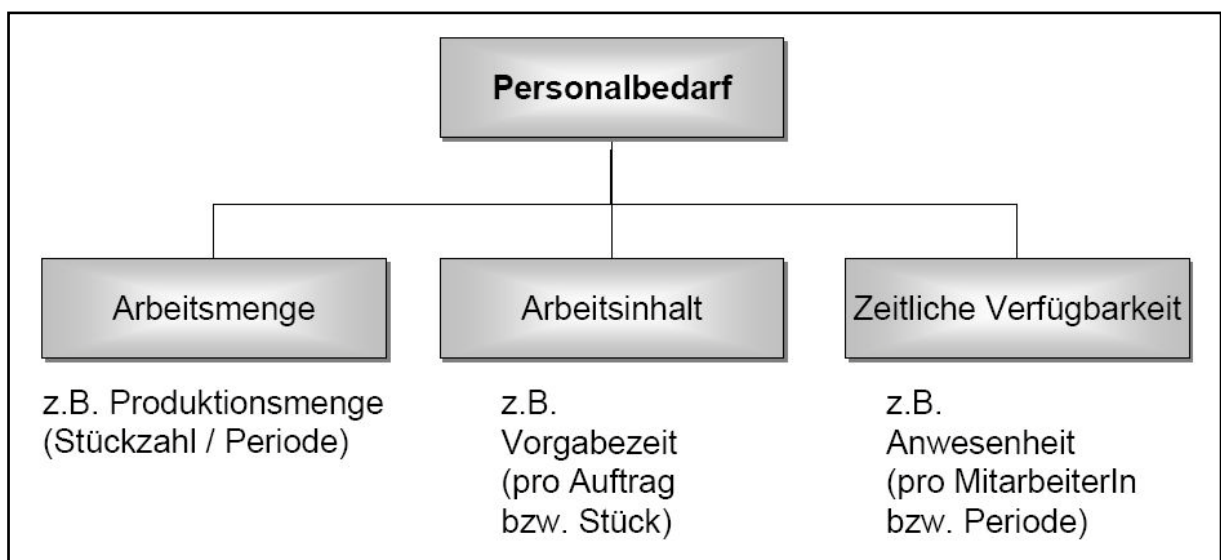 Personalbedarf
Arbeitsmenge
Arbeitsinhalt
Zeitliche Verfügbarkeit
z.B. Produktionsmenge
(Stückzahl / Periode)
z.B.
Vorgabezeit
(pro Auftrag
bzw. Stück)
z.B.
Anwesenheit
(pro MitarbeiterIn
bzw. Periode)